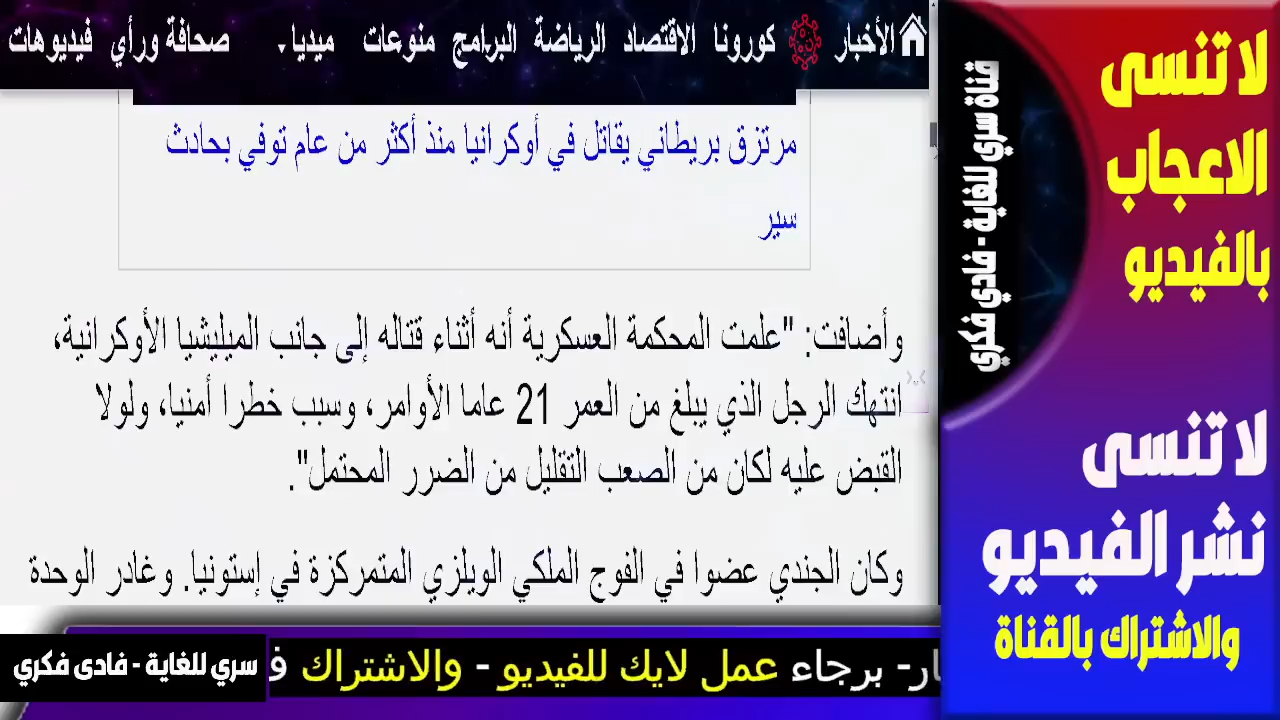 الأخبار كورونا الاقتصاد الرياضة البرامج منوعات ميديا صحافة ورأي فيديوهات
مرتزق بريطاني يقاتل في أوكرانيا منذ أكثر من عام توفي بحادث
سير
وأضافت: "علمت المحكمة العسكرية أنه أثناء قتاله إلى جانب الميليشيا الأوكرانية،
انتهك الرجل الذي يبلغ من العمر 21 عاما الأوامر، وسبب خطرا أمنيا، ولولا
القبض عليه لكان من الصعب التقليل من الضرر المحتمل".
وكان الجندي عضوا في الفوج الملكي الويلزي المتمركزة في إستونيا. وغادر الوحدة
لا تنسى
الاعجاب
بالفيديو
قناة سري للغاية - فادي فكري
لا تنسى
نشر الفيديو
والاشتراك بالقناة
ار- برجاء عمل لايك للفيديو - والاشتراك ف
سري للغاية - فادى فكري